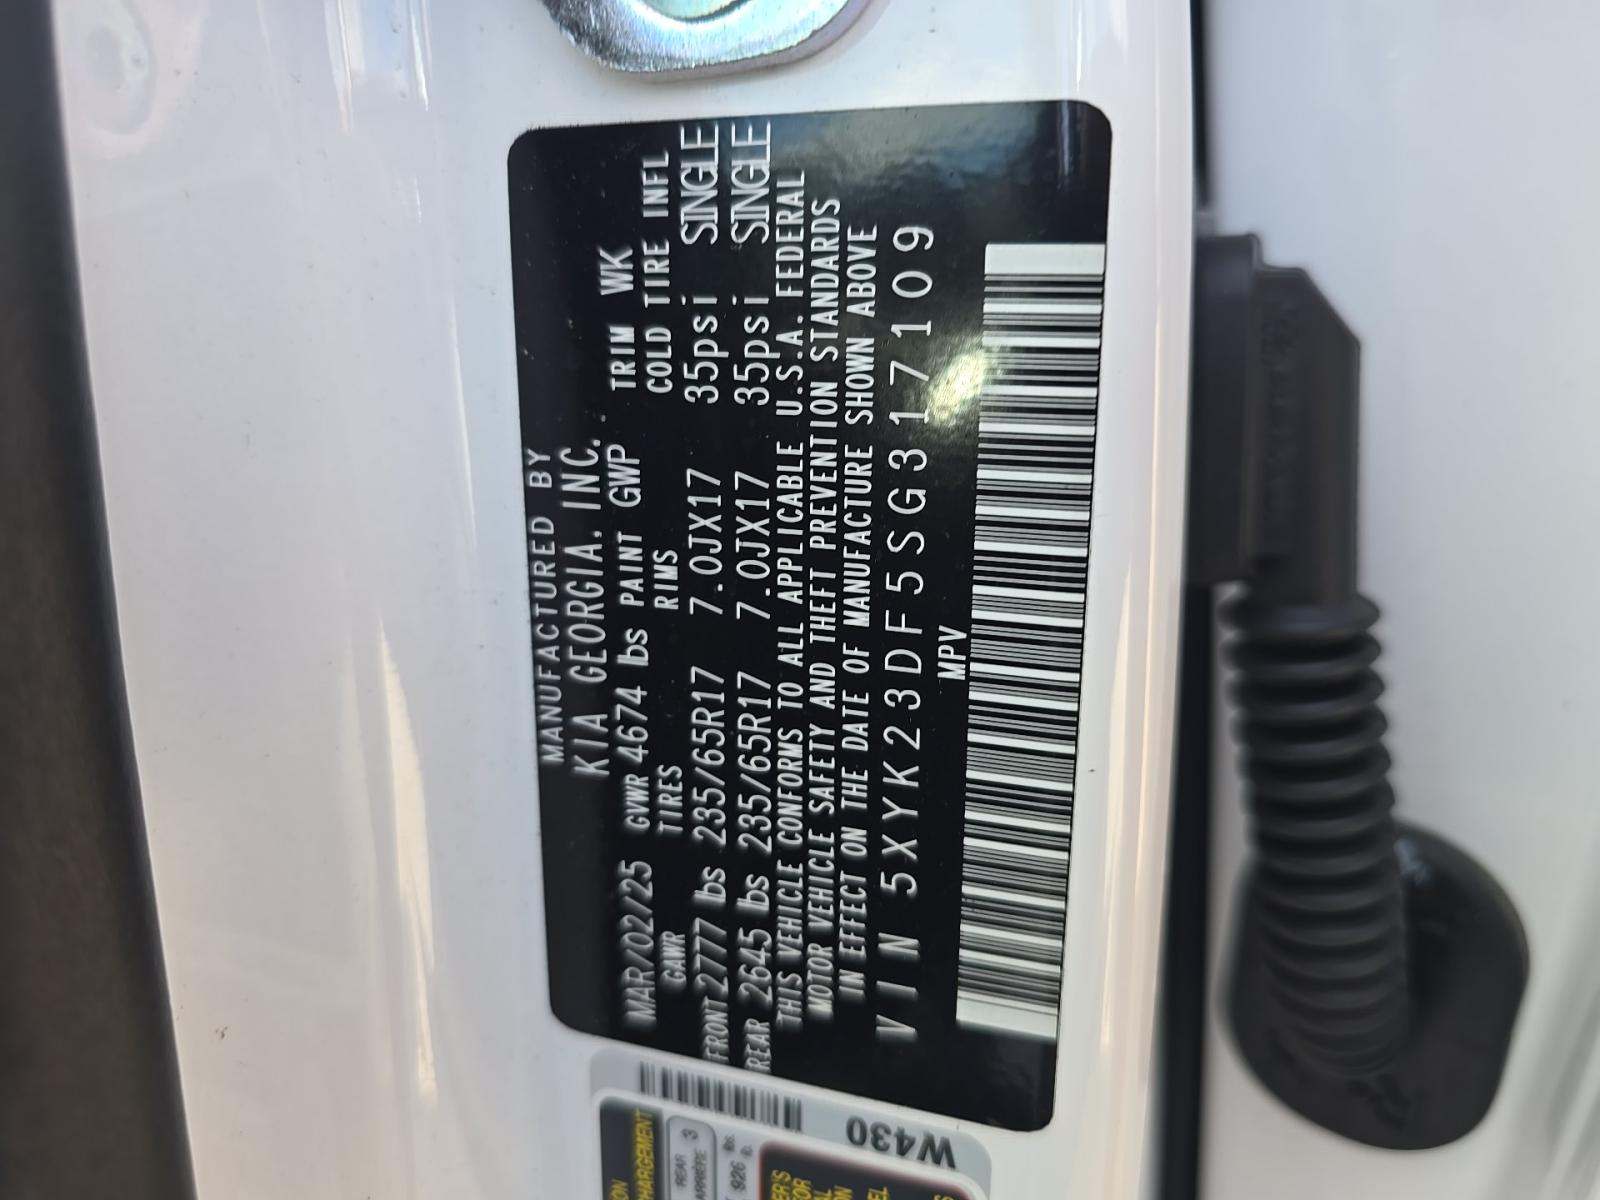 MANUFACTURED BY
KIA GEORGIA, INC.
MAR/02/25 GVWR 4674 lbs PAINT GWP TRIM WK
GAWR TIRES RIMS COLD TIRE INFL
FRONT 2777 lbs 235/65R17 7.0JX17 35psi SINGLE
REAR 2645 lbs 235/65R17 7.0JX17 35psi SINGLE
THIS VEHICLE CONFORMS TO ALL APPLICABLE U.S.A. FEDERAL
MOTOR VEHICLE SAFETY AND THEFT PREVENTION STANDARDS
IN EFFECT ON THE DATE OF MANUFACTURE SHOWN ABOVE
VIN 5XYK23DF5SG317109
MPV
W430
REAR 3
ARRIÈRE